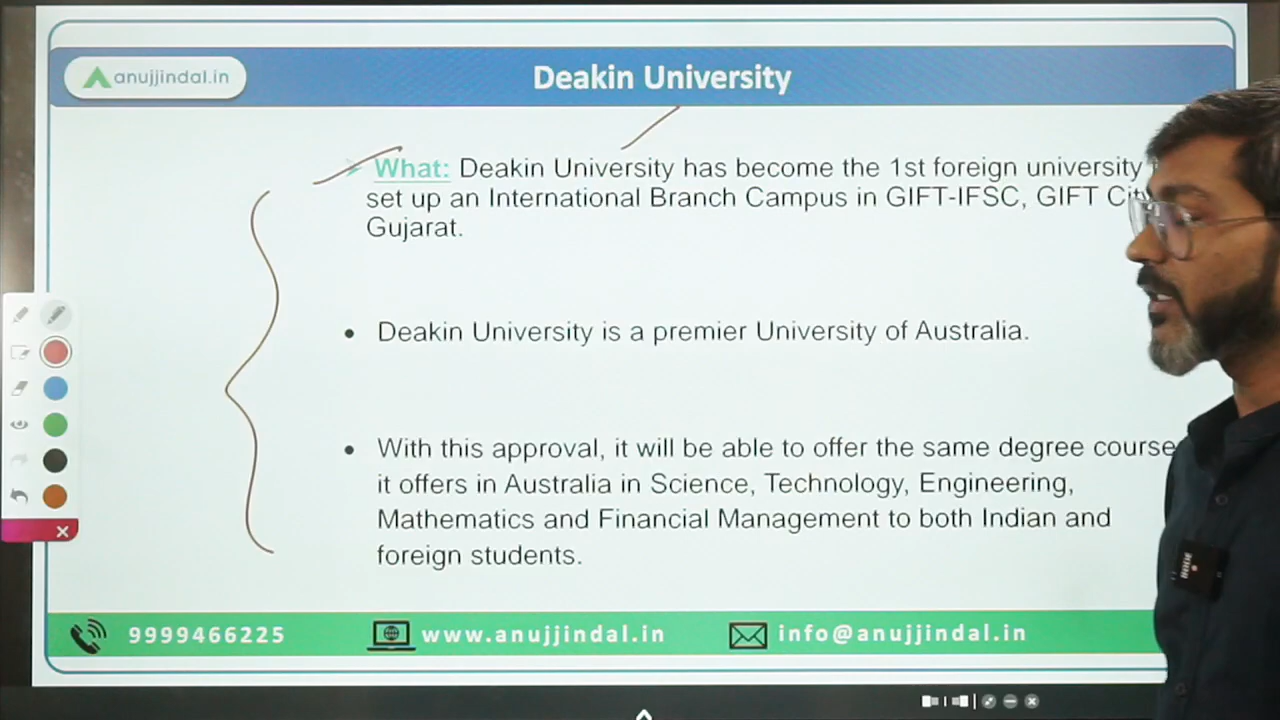 anujjindal.in
Deakin University
What: Deakin University has become the 1st foreign university
set up an International Branch Campus in GIFT-IFSC, GIFT
Gujarat.
• Deakin University is a premier University of Australia.
• With this approval, it will be able to offer the same degree course
it offers in Australia in Science, Technology, Engineering,
Mathematics and Financial Management to both Indian and
foreign students.
RODE
9999466225
www.anujjindal.in
info@anujjindal.in